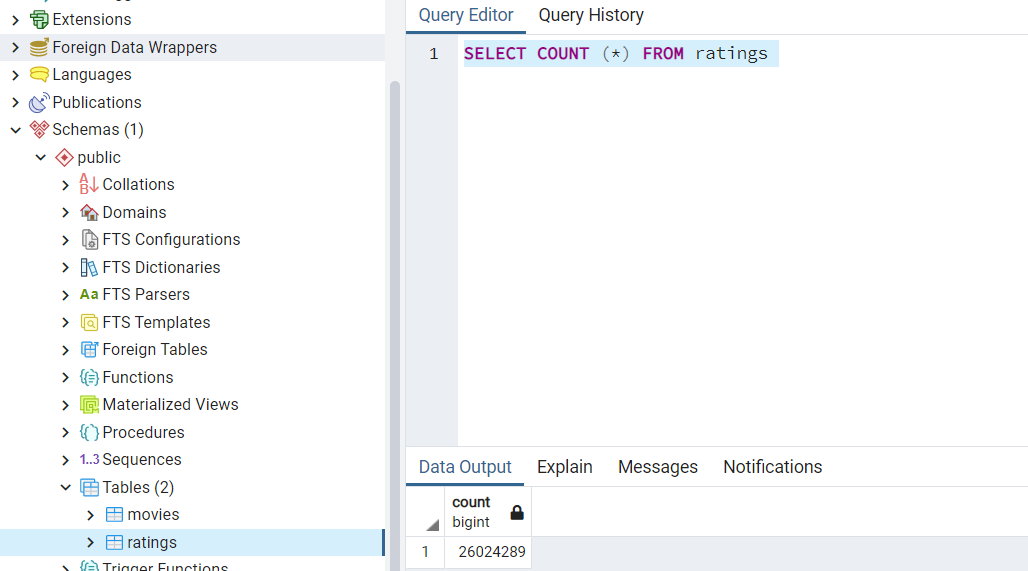 Extensions
Foreign Data Wrappers
Languages
Publications
Schemas (1)
public
Collations
Domains
FTS Configurations
FTS Dictionaries
Aa FTS Parsers
FTS Templates
Foreign Tables
Functions
Materialized Views
Procedures
1..3 Sequences
Tables (2)
movies
ratings
Trigger Functions
Query Editor Query History
1 SELECT COUNT (*) FROM ratings
Data Output Explain Messages Notifications
count
bigint
1 26024289